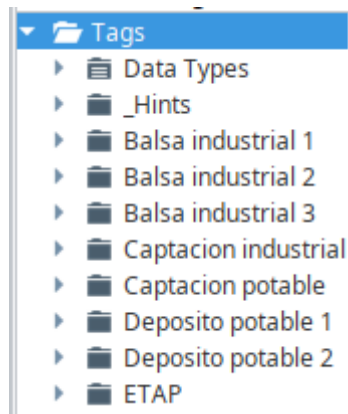 Tags
Data Types
_Hints
Balsa industrial 1
Balsa industrial 2
Balsa industrial 3
Captacion industrial
Captacion potable
Deposito potable 1
Deposito potable 2
ETAP